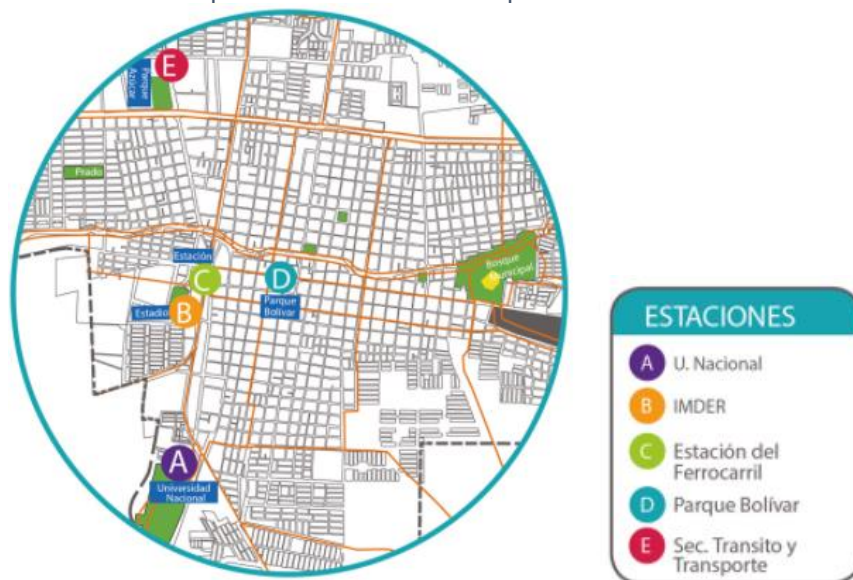 E
Parque
Azúcar
Prado
Estación
C
D
Bosque
Municipal
Parque
Bolívar
Estadio
B
A
Universidad
Nacional
ESTACIONES
A U. Nacional
B IMDER
C Estación del
Ferrocarril
D Parque Bolívar
E Sec. Transito y
Transporte